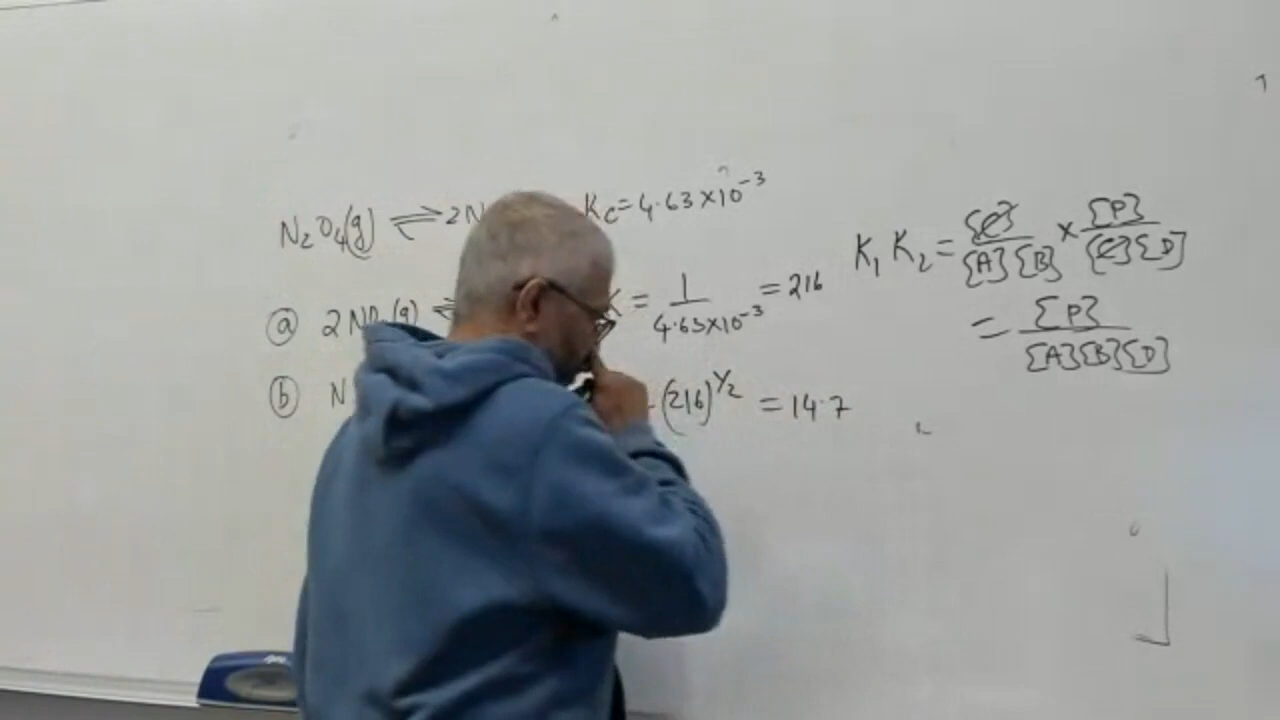 N₂O₄(g) ⇌ 2N Kc = 4.63×10⁻³
ⓐ 2NO₂(g) ⇌ K = 1/4.63×10⁻³ = 216
ⓑ N (216)^½ = 14.7
K₁ K₂ = [C]/[A][B] × [P]/[C][D]
= [P]/[A][B][D]